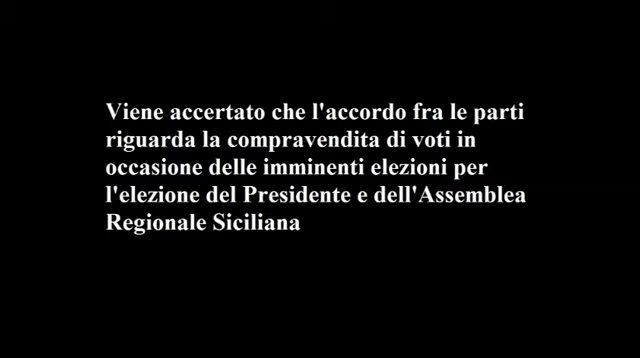 Viene accertato che l'accordo fra le parti
riguarda la compravendita di voti in
occasione delle imminenti elezioni per
l'elezione del Presidente e dell'Assemblea
Regionale Siciliana